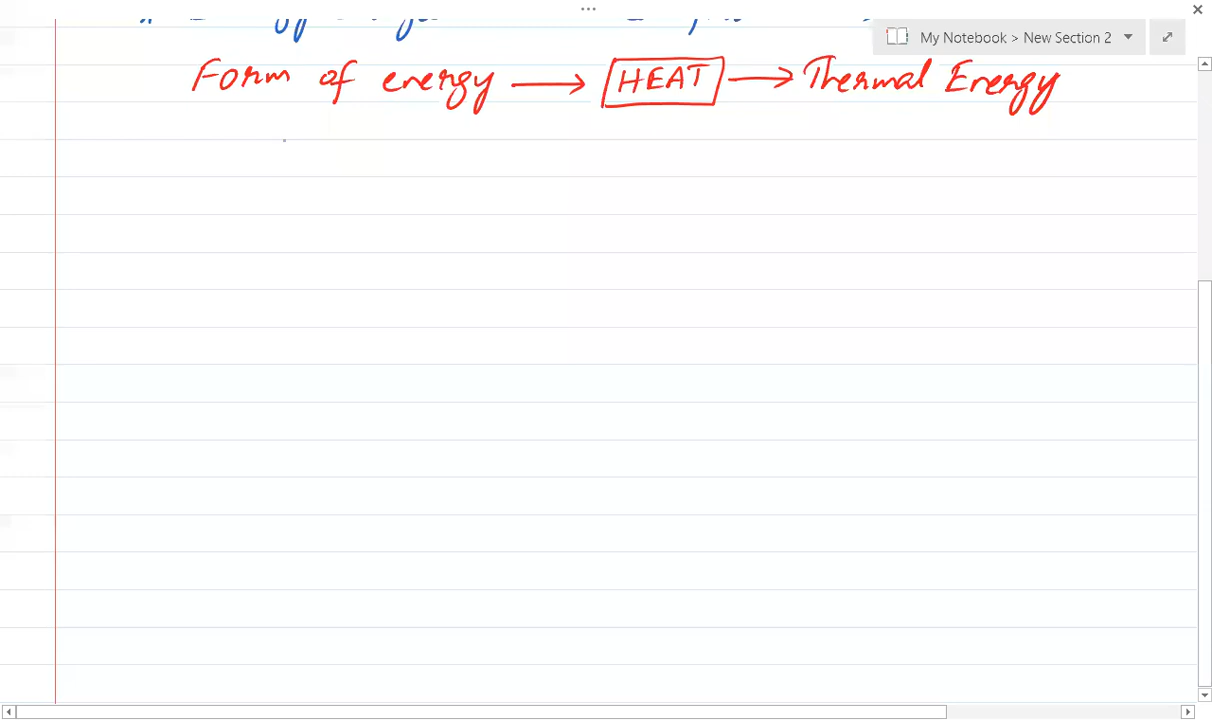 My Notebook > New Section 2
Form of energy → HEAT → Thermal Energy